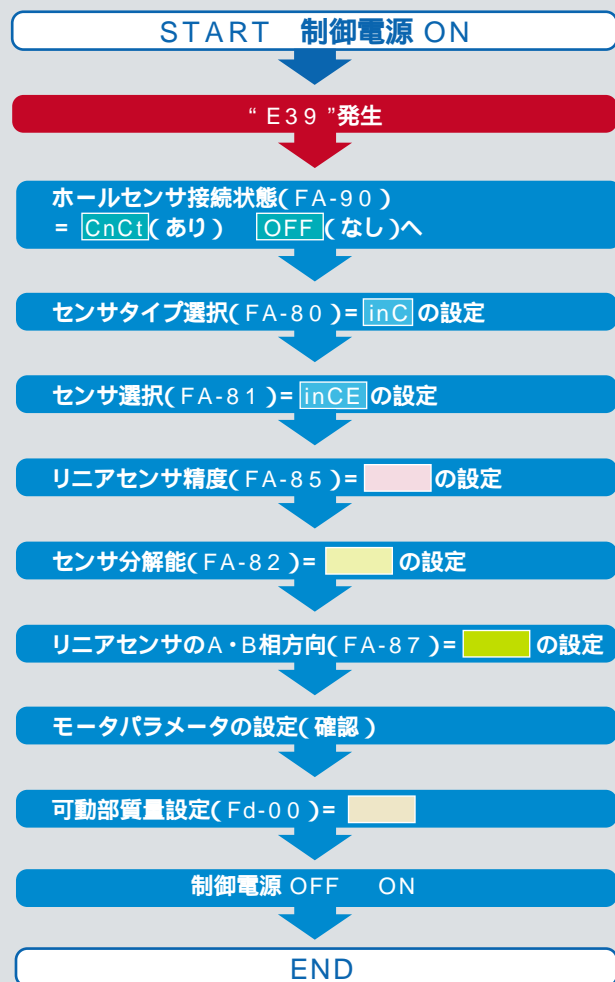 START 制御電源 ON
“E39”発生
ホールセンサ接続状態(FA-90)
= CnCt(あり) OFF(なし)へ
センサタイプ選択(FA-80)= inC の設定
センサ選択(FA-81)= inCE の設定
リニアセンサ精度(FA-85)= の設定
センサ分解能(FA-82)= の設定
リニアセンサのA・B相方向(FA-87)= の設定
モータパラメータの設定(確認)
可動部質量設定(Fd-00)=
制御電源 OFF ON
END